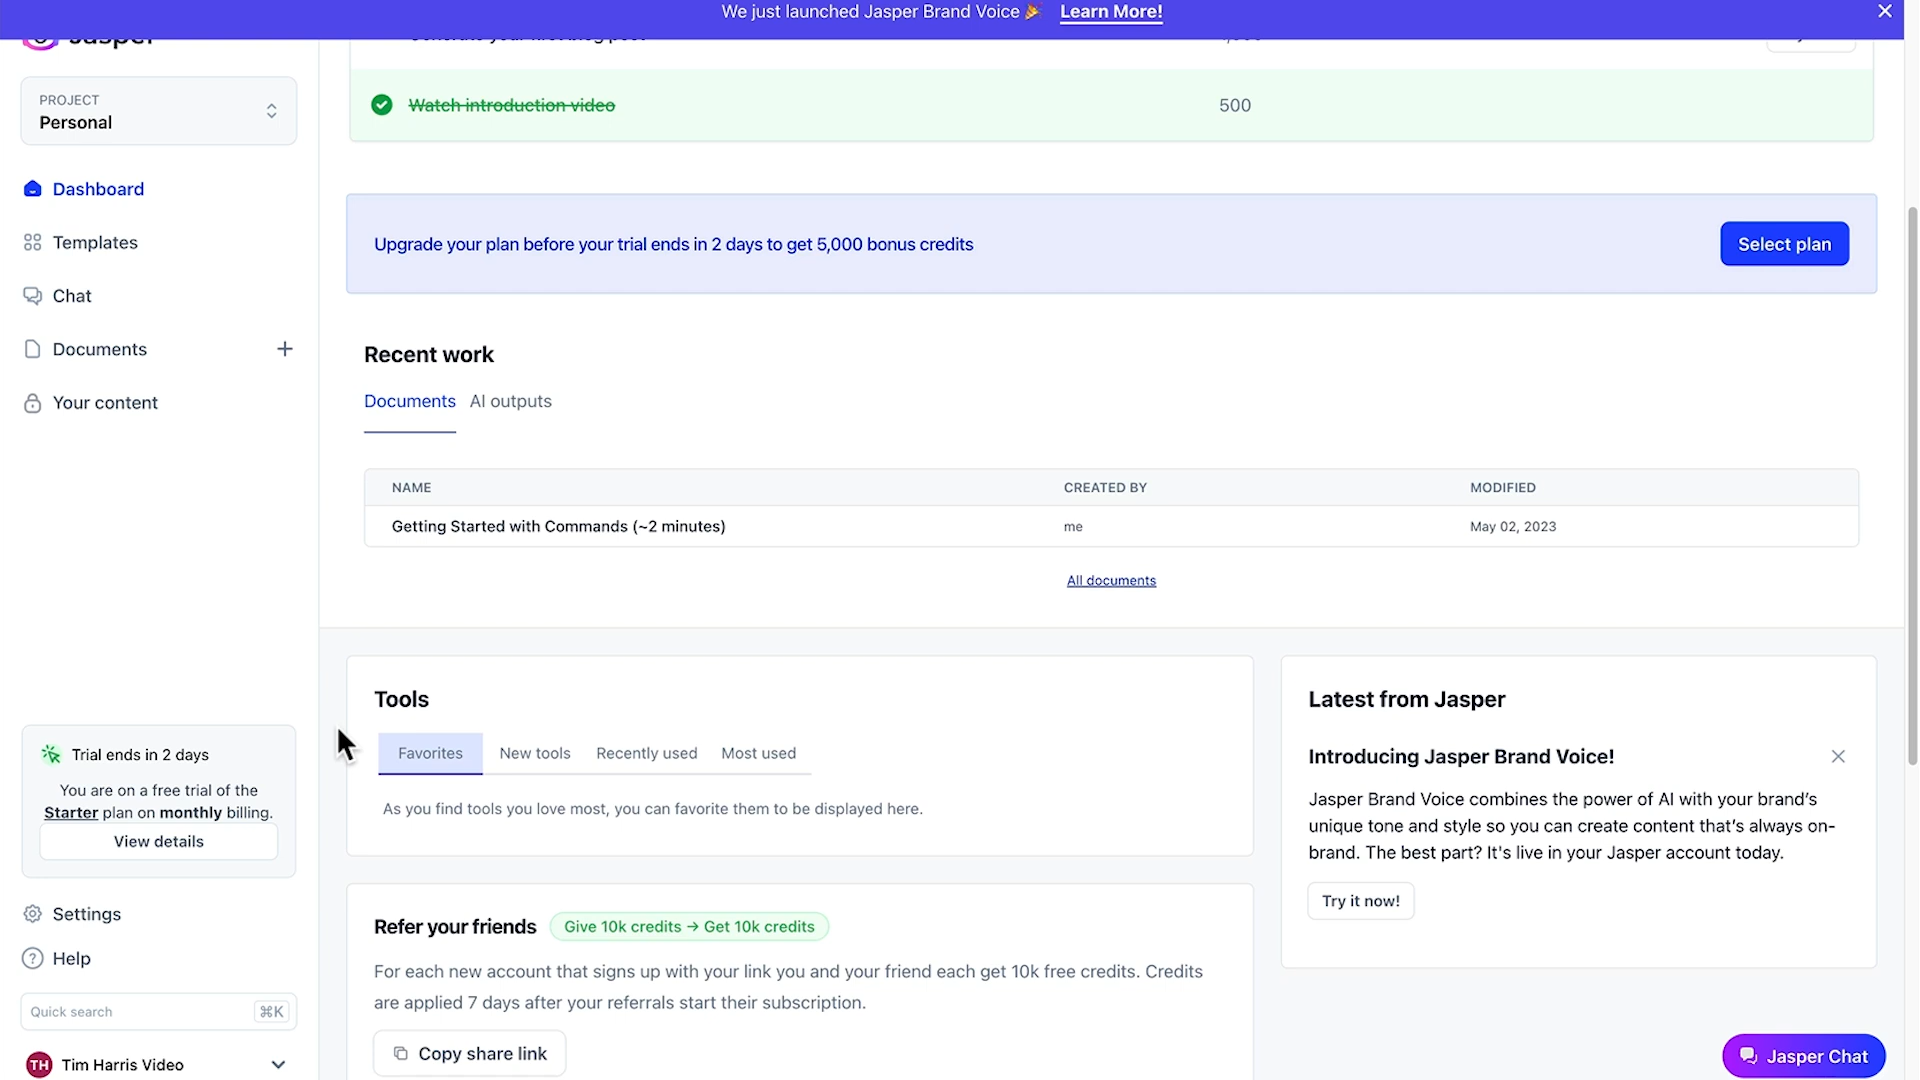 We just launched Jasper Brand Voice 🎉 Learn More!
Jasper
PROJECT
Personal
Dashboard
Templates
Chat
Documents +
Your content
Trial ends in 2 days
You are on a free trial of the
Starter plan on monthly billing.
View details
Settings
Help
Quick search ⌘K
TH Tim Harris Video
Generate your first blog post
Watch introduction video 500
Upgrade your plan before your trial ends in 2 days to get 5,000 bonus credits
Select plan
Recent work
Documents AI outputs
NAME CREATED BY MODIFIED
Getting Started with Commands (~2 minutes) me May 02, 2023
All documents
Tools
Favorites New tools Recently used Most used
As you find tools you love most, you can favorite them to be displayed here.
Refer your friends Give 10k credits → Get 10k credits
For each new account that signs up with your link you and your friend each get 10k free credits. Credits
are applied 7 days after your referrals start their subscription.
Copy share link
Latest from Jasper
Introducing Jasper Brand Voice!
Jasper Brand Voice combines the power of AI with your brand's
unique tone and style so you can create content that's always on-
brand. The best part? It's live in your Jasper account today.
Try it now!
Jasper Chat